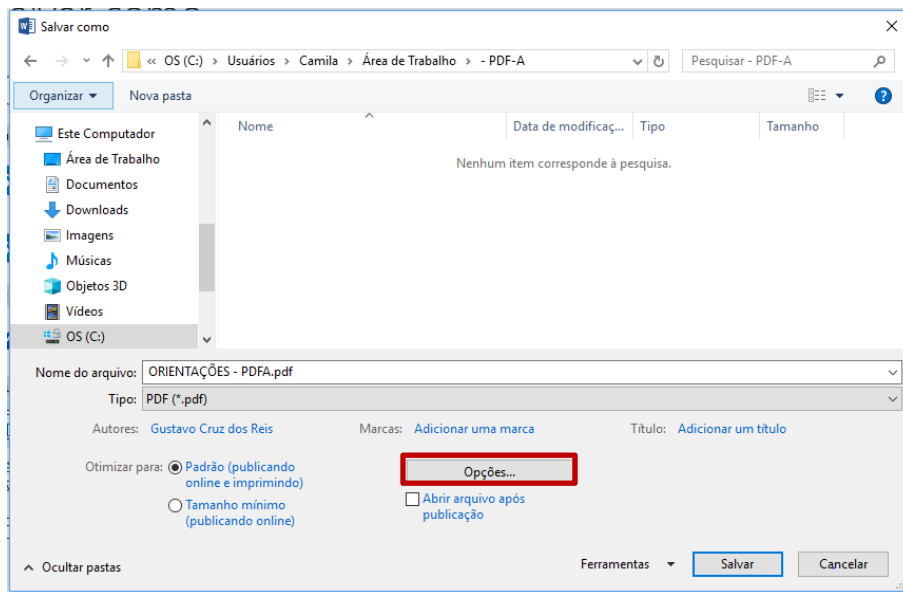 Salvar como
« OS (C:) › Usuários › Camila › Área de Trabalho › - PDF-A
Pesquisar - PDF-A
Organizar
Nova pasta
Este Computador
Área de Trabalho
Documentos
Downloads
Imagens
Músicas
Objetos 3D
Vídeos
OS (C:)
Nome
Data de modificaç...
Tipo
Tamanho
Nenhum item corresponde à pesquisa.
Nome do arquivo: ORIENTAÇÕES - PDFA.pdf
Tipo: PDF (*.pdf)
Autores: Gustavo Cruz dos Reis
Marcas: Adicionar uma marca
Título: Adicionar um título
Otimizar para:
Padrão (publicando
online e imprimindo)
Tamanho mínimo
(publicando online)
Opções...
Abrir arquivo após
publicação
Ocultar pastas
Ferramentas
Salvar
Cancelar